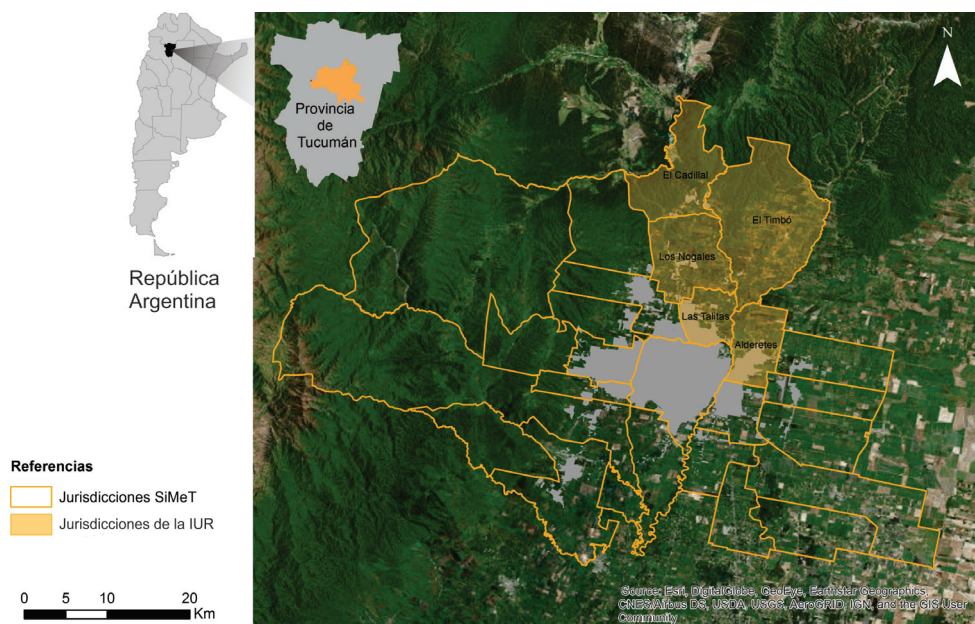 República
Argentina
Provincia
de
Tucumán
N
El Cadillal
El Timbó
Los Nogales
Las Talitas
Alderetes
Referencias
Jurisdicciones SiMeT
Jurisdicciones de la IUR
0 5 10 20
Km
Source: Esri, DigitalGlobe, GeoEye, Earthstar Geographics,
CNES/Airbus DS, USDA, USGS, AeroGRID, IGN, and the GIS User
Community